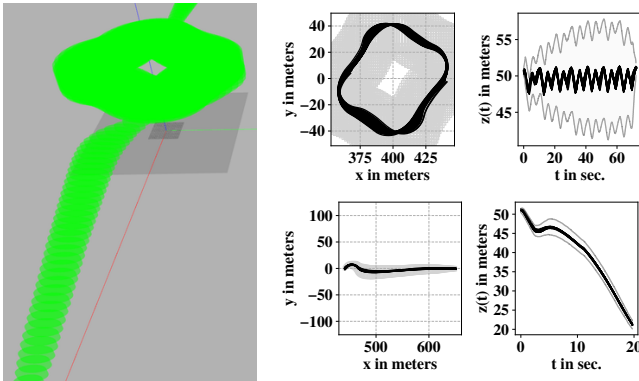 40
20
0
−20
−40
y in meters
375 400 425
x in meters
55
50
45
z(t) in meters
0 20 40 60
t in sec.
100
50
0
−50
−100
y in meters
500 600
x in meters
50
45
40
35
30
25
20
z(t) in meters
0 10 20
t in sec.